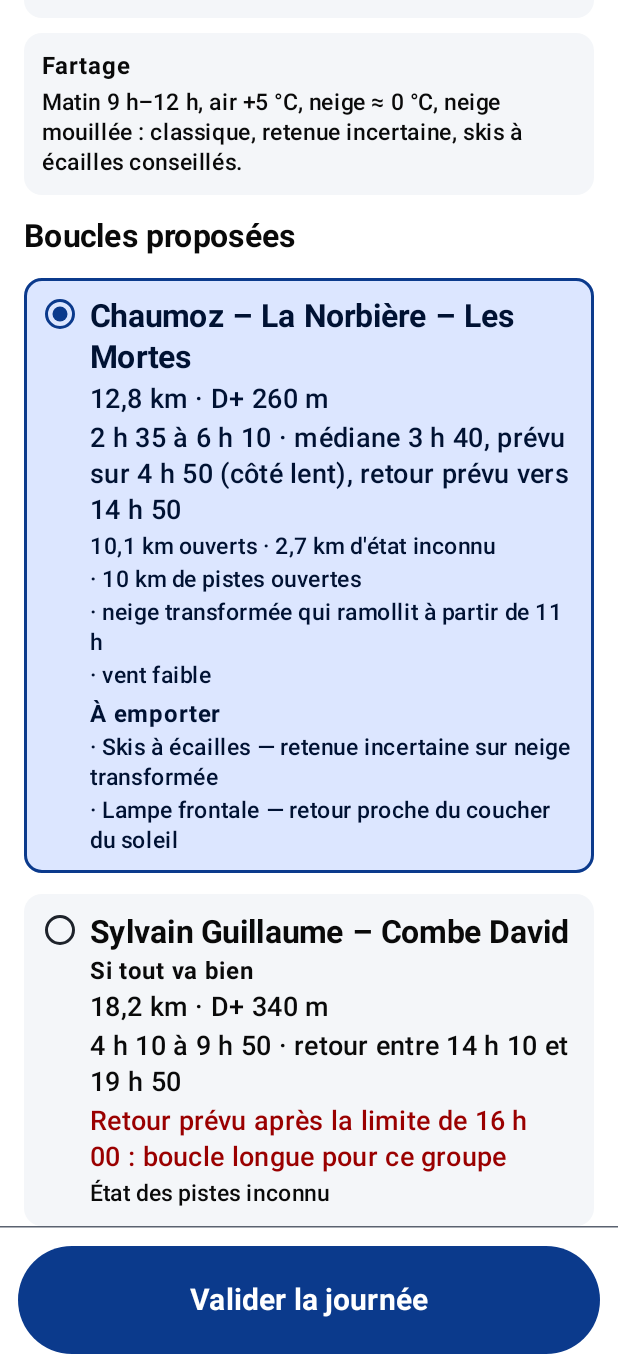 Fartage
Matin 9 h–12 h, air +5 °C, neige ≈ 0 °C, neige
mouillée : classique, retenue incertaine, skis à
écailles conseillés.
Boucles proposées
Chaumoz – La Norbière – Les
Mortes
12,8 km · D+ 260 m
2 h 35 à 6 h 10 · médiane 3 h 40, prévu
sur 4 h 50 (côté lent), retour prévu vers
14 h 50
10,1 km ouverts · 2,7 km d'état inconnu
· 10 km de pistes ouvertes
· neige transformée qui ramollit à partir de 11
h
· vent faible
À emporter
· Skis à écailles — retenue incertaine sur neige
transformée
· Lampe frontale — retour proche du coucher
du soleil
Sylvain Guillaume – Combe David
Si tout va bien
18,2 km · D+ 340 m
4 h 10 à 9 h 50 · retour entre 14 h 10 et
19 h 50
Retour prévu après la limite de 16 h
00 : boucle longue pour ce groupe
État des pistes inconnu
Valider la journée